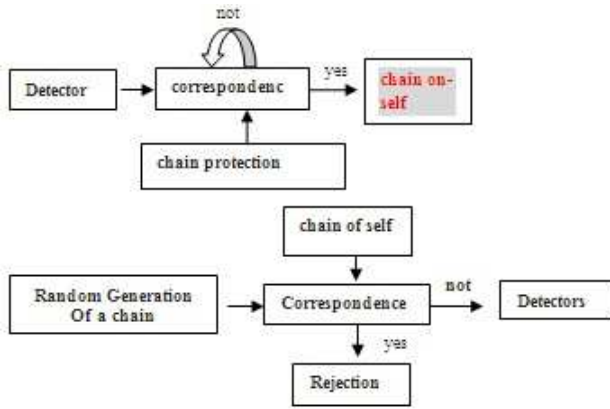 not
Detector
correspondenc
yes
chain on-
self
chain protection
chain of self
Random Generation
Of a chain
Correspondence
not
Detectors
yes
Rejection